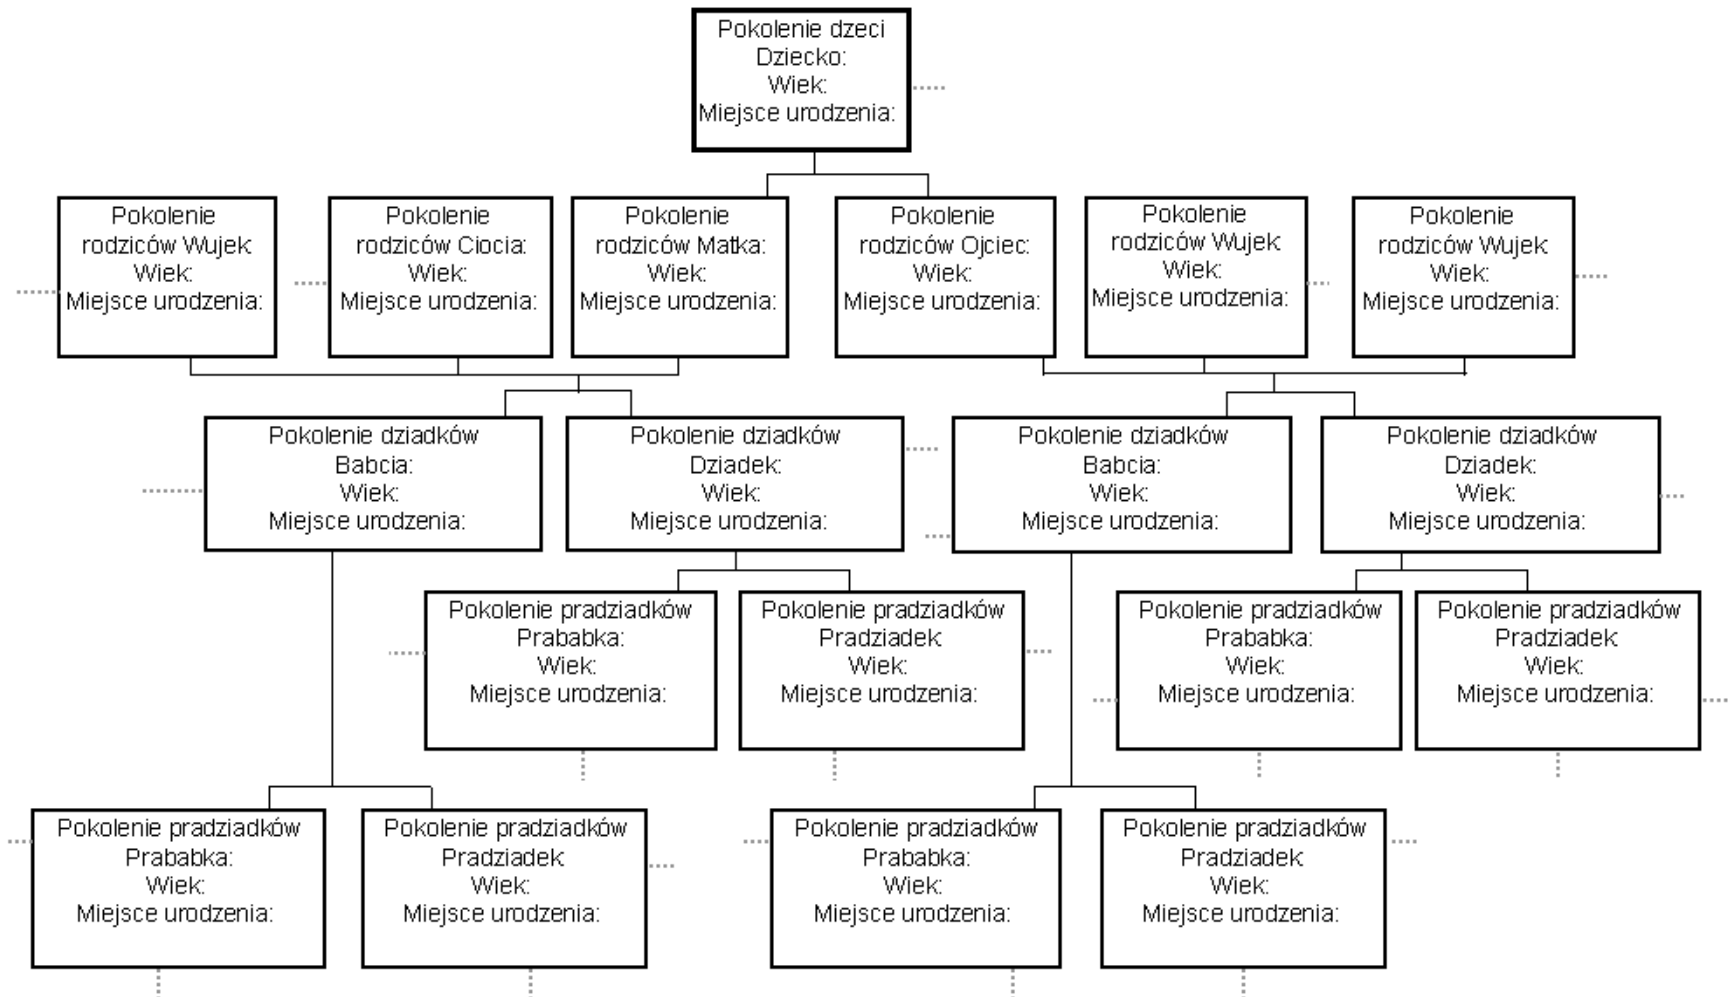 Pokolenie dzeci
Dziecko:
Wiek:
Miejsce urodzenia:
Pokolenie
rodziców Wujek:
Wiek:
Miejsce urodzenia:
Pokolenie
rodziców Ciocia:
Wiek:
Miejsce urodzenia:
Pokolenie
rodziców Matka:
Wiek:
Miejsce urodzenia:
Pokolenie
rodziców Ojciec:
Wiek:
Miejsce urodzenia:
Pokolenie
rodziców Wujek:
Wiek:
Miejsce urodzenia:
Pokolenie
rodziców Wujek:
Wiek:
Miejsce urodzenia:
Pokolenie dziadków
Babcia:
Wiek:
Miejsce urodzenia:
Pokolenie dziadków
Dziadek:
Wiek:
Miejsce urodzenia:
Pokolenie dziadków
Babcia:
Wiek:
Miejsce urodzenia:
Pokolenie dziadków
Dziadek:
Wiek:
Miejsce urodzenia:
Pokolenie pradziadków
Prababka:
Wiek:
Miejsce urodzenia:
Pokolenie pradziadków
Pradziadek:
Wiek:
Miejsce urodzenia:
Pokolenie pradziadków
Prababka:
Wiek:
Miejsce urodzenia:
Pokolenie pradziadków
Pradziadek:
Wiek:
Miejsce urodzenia:
Pokolenie pradziadków
Prababka:
Wiek:
Miejsce urodzenia:
Pokolenie pradziadków
Pradziadek:
Wiek:
Miejsce urodzenia:
Pokolenie pradziadków
Prababka:
Wiek:
Miejsce urodzenia:
Pokolenie pradziadków
Pradziadek:
Wiek:
Miejsce urodzenia: